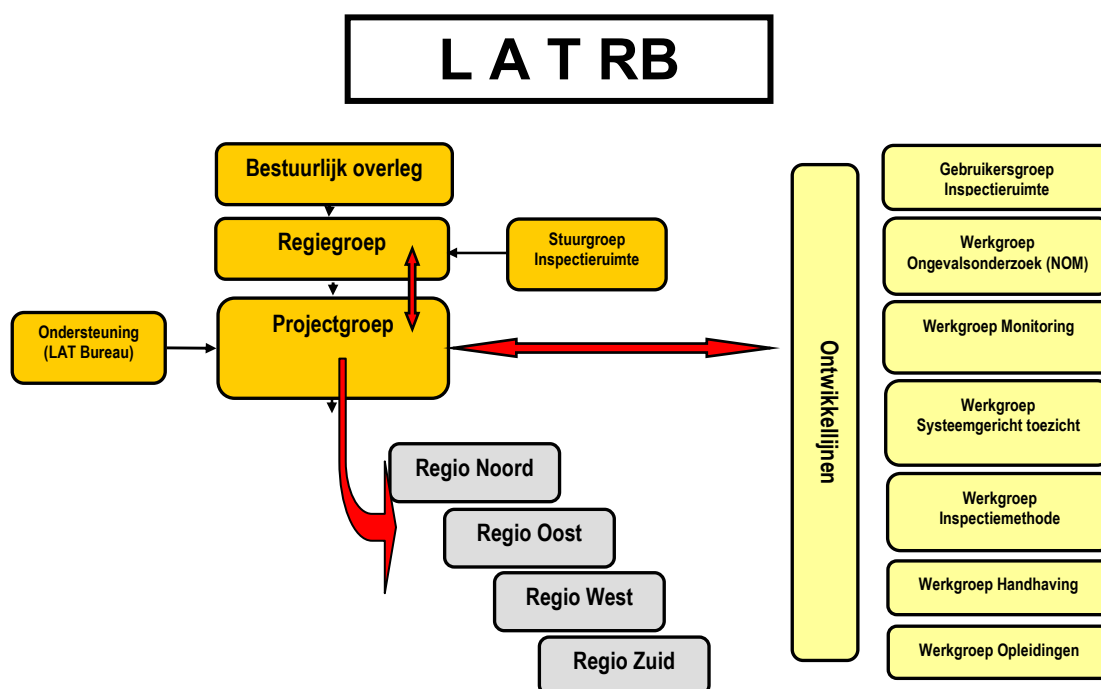 L A T RB
Bestuurlijk overleg
Regiegroep
Stuurgroep
Inspectieruimte
Projectgroep
Ondersteuning
(LAT Bureau)
Regio Noord
Regio Oost
Regio West
Regio Zuid
Ontwikkellijnen
Gebruikersgroep
Inspectieruimte
Werkgroep
Ongevalsonderzoek (NOM)
Werkgroep Monitoring
Werkgroep
Systeemgericht toezicht
Werkgroep
Inspectiemethode
Werkgroep Handhaving
Werkgroep Opleidingen